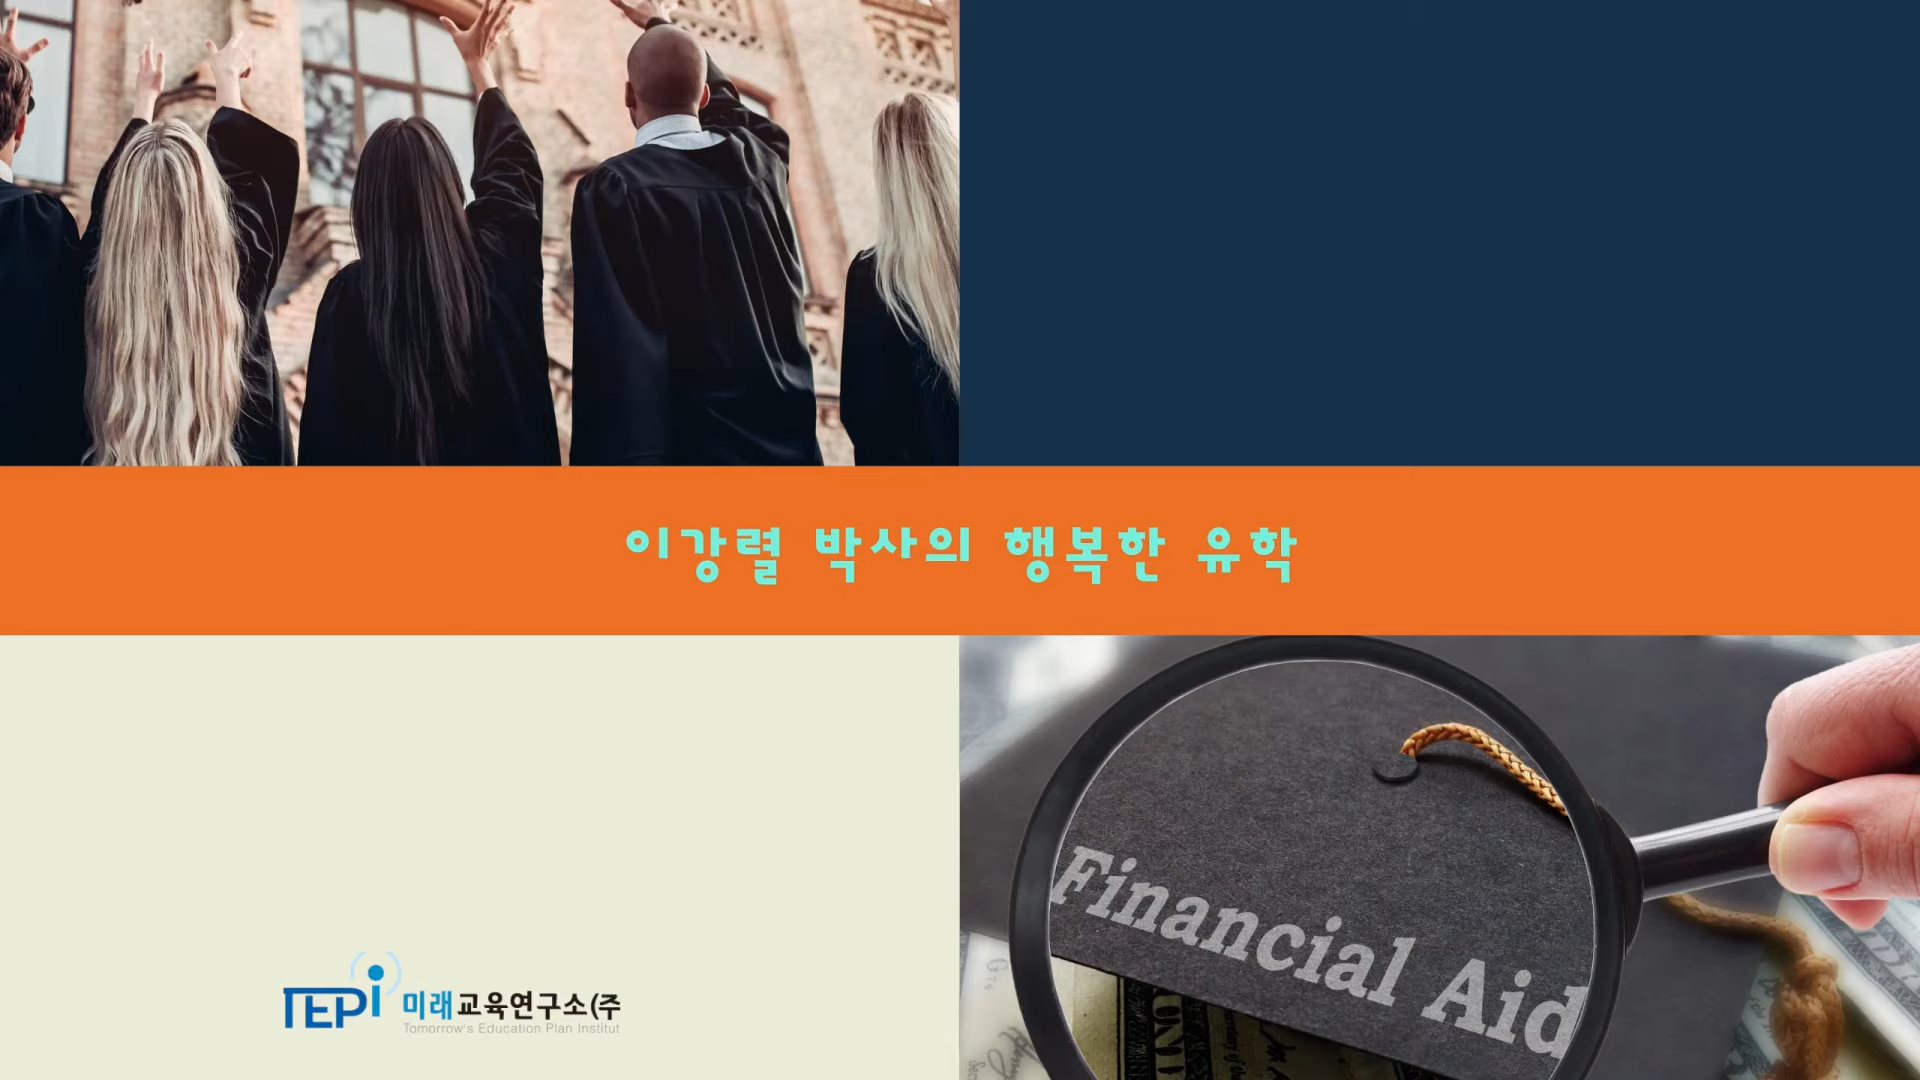 이강렬 박사의 행복한 유학
Financial Aid
TEPi 미래교육연구소(주
Tomorrow's Education Plan Institut